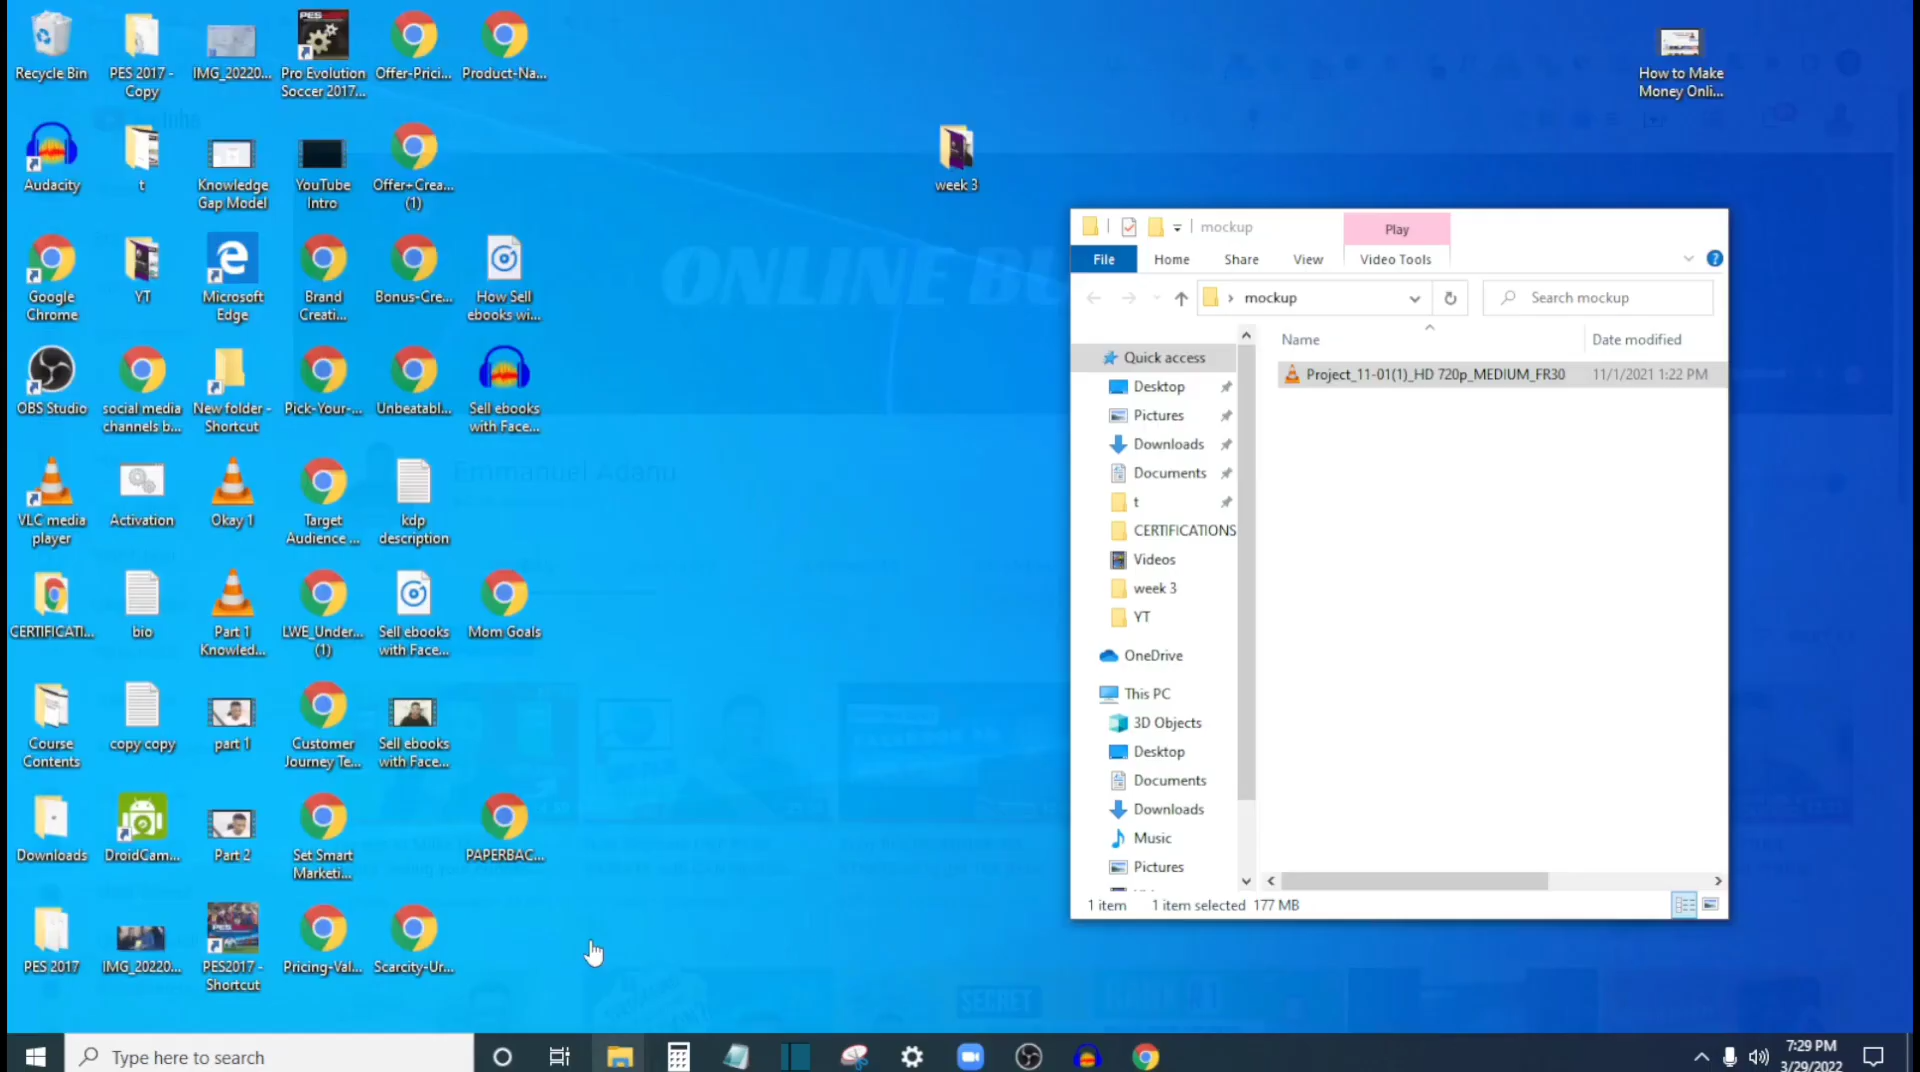 Recycle Bin
PES 2017 -
Copy
IMG_20220...
PES
Pro Evolution
Soccer 2017...
Offer-Prici...
Product-Na...
How to Make
Money Onli...
Audacity
t
Knowledge
Gap Model
YouTube
Intro
Offer+Crea...
(1)
week 3
Google
Chrome
YT
Microsoft
Edge
Brand
Creati...
Bonus-Cre...
How Sell
ebooks wi...
ONLINE BU
OBS Studio
social media
channels b...
New folder -
Shortcut
Pick-Your-...
Unbeatabl...
Sell ebooks
with Face...
Emmanuel Adanu
VLC media
player
Activation
Okay 1
Target
Audience ...
kdp
description
CERTIFICATI...
bio
Part 1
Knowled...
LWE_Under...
(1)
Sell ebooks
with Face...
Mom Goals
Course
Contents
copy copy
part 1
Customer
Journey Te...
Sell ebooks
with Face...
Downloads
DroidCam...
Part 2
Set Smart
Marketi...
PAPERBAC...
PES 2017
IMG_20220...
PES2017 -
Shortcut
Pricing-Val...
Scarcity-Ur...
SECRET
mockup
Play
File
Home
Share
View
Video Tools
mockup
Search mockup
Name
Date modified
Project_11-01(1)_HD 720p_MEDIUM_FR30
11/1/2021 1:22 PM
Quick access
Desktop
Pictures
Downloads
Documents
t
CERTIFICATIONS
Videos
week 3
YT
OneDrive
This PC
3D Objects
Desktop
Documents
Downloads
Music
Pictures
1 item
1 item selected
177 MB
Type here to search
7:29 PM
3/29/2022